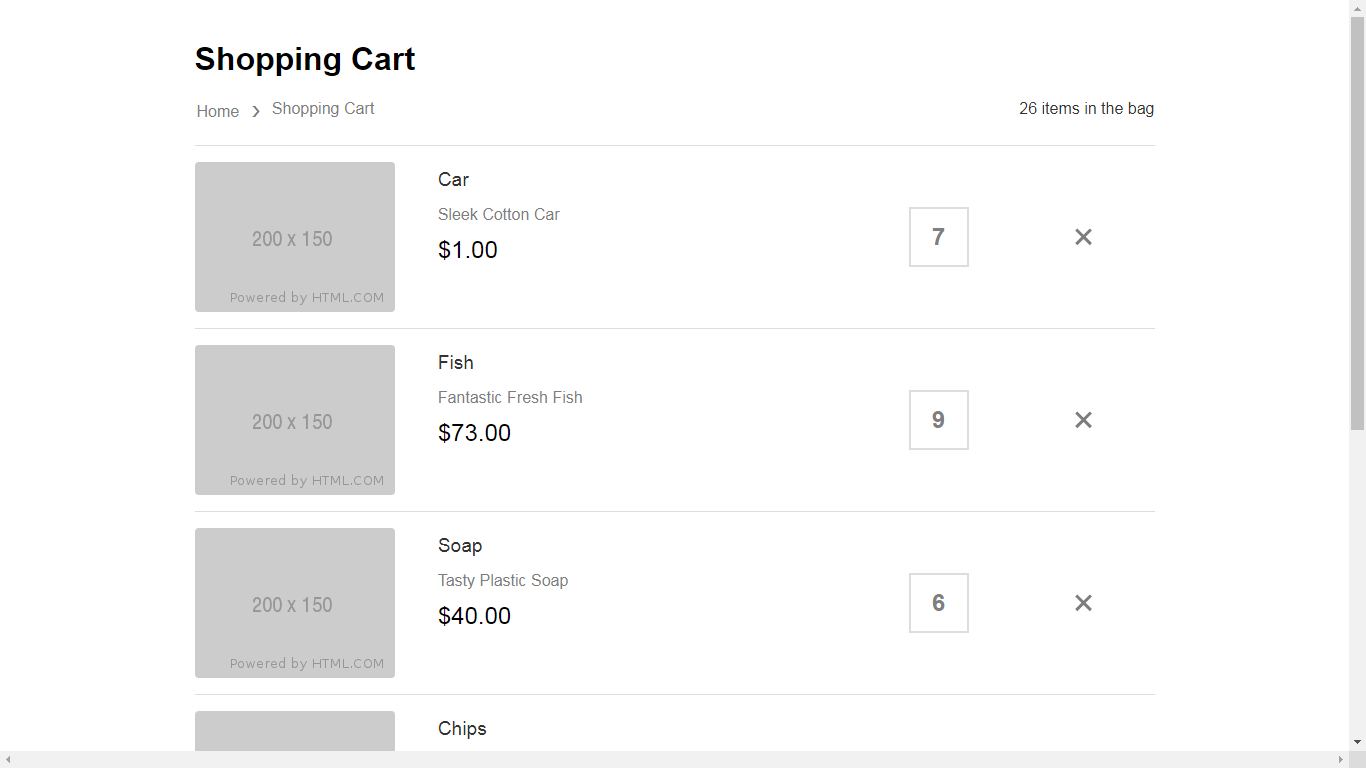 Shopping Cart
Home › Shopping Cart
26 items in the bag
200 x 150
Powered by HTML.COM
Car
Sleek Cotton Car
$1.00
7
×
200 x 150
Powered by HTML.COM
Fish
Fantastic Fresh Fish
$73.00
9
×
200 x 150
Powered by HTML.COM
Soap
Tasty Plastic Soap
$40.00
6
×
Chips